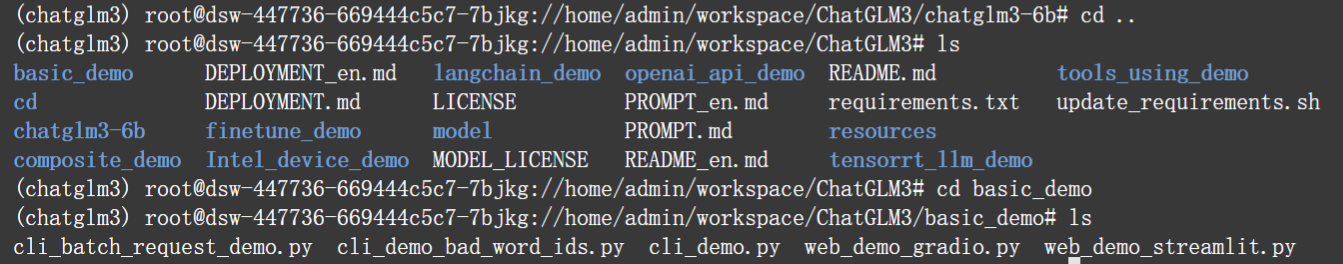 (chatglm3) root@dsw-447736-669444c5c7-7bjkg://home/admin/workspace/ChatGLM3/chatglm3-6b# cd ..
(chatglm3) root@dsw-447736-669444c5c7-7bjkg://home/admin/workspace/ChatGLM3# ls
basic_demo DEPLOYMENT_en.md langchain_demo openai_api_demo README.md tools_using_demo
cd DEPLOYMENT.md LICENSE PROMPT_en.md requirements.txt update_requirements.sh
chatglm3-6b finetune_demo model PROMPT.md resources
composite_demo Intel_device_demo MODEL_LICENSE README_en.md tensorrt_llm_demo
(chatglm3) root@dsw-447736-669444c5c7-7bjkg://home/admin/workspace/ChatGLM3# cd basic_demo
(chatglm3) root@dsw-447736-669444c5c7-7bjkg://home/admin/workspace/ChatGLM3/basic_demo# ls
cli_batch_request_demo.py cli_demo_bad_word_ids.py cli_demo.py web_demo_gradio.py web_demo_streamlit.py